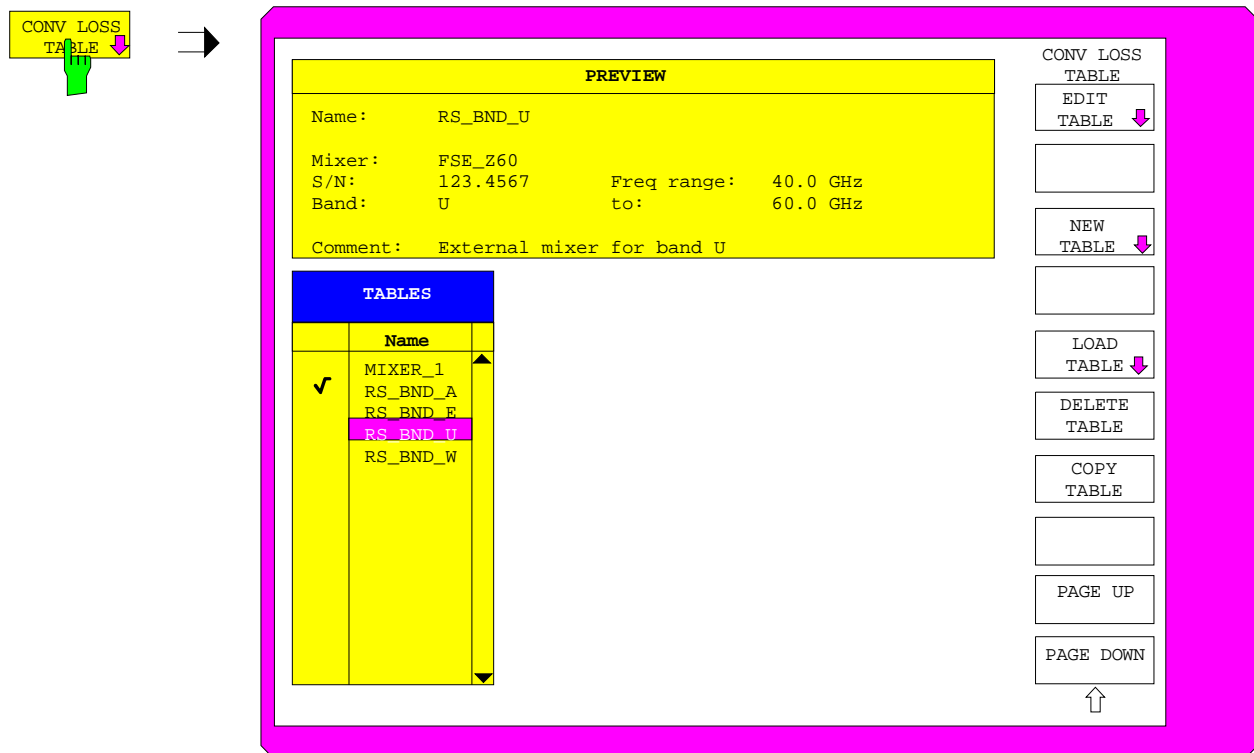 CONV LOSS
TABLE
PREVIEW
Name: RS_BND_U
Mixer: FSE_Z60
S/N: 123.4567 Freq range: 40.0 GHz
Band: U to: 60.0 GHz
Comment: External mixer for band U
TABLES
Name
MIXER_1
√ RS_BND_A
RS_BND_E
RS_BND_U
RS_BND_W
CONV LOSS
TABLE
EDIT
TABLE
NEW
TABLE
LOAD
TABLE
DELETE
TABLE
COPY
TABLE
PAGE UP
PAGE DOWN